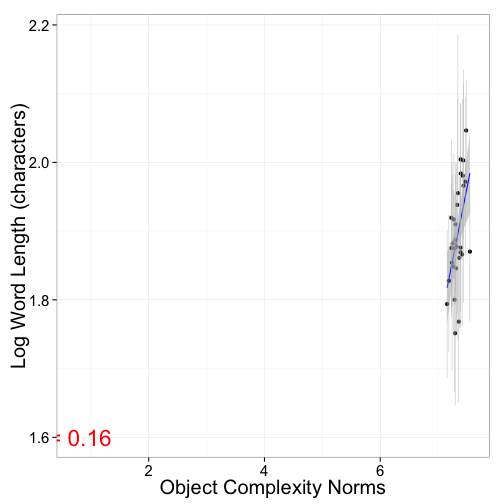 2.2
2.0
1.8
1.6
Log Word Length (characters)
= 0.16
2 4 6
Object Complexity Norms